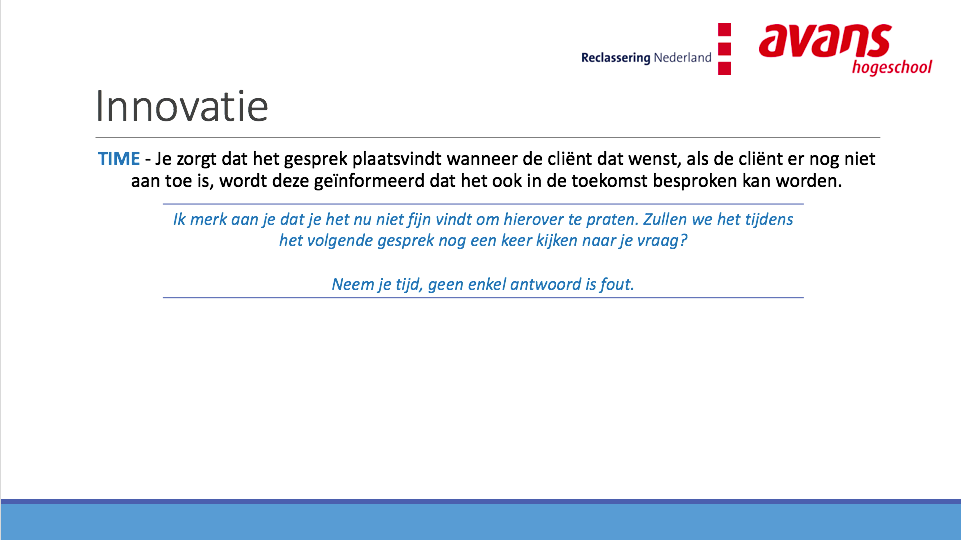 Reclassering Nederland
avans
hogeschool
Innovatie
TIME - Je zorgt dat het gesprek plaatsvindt wanneer de cliënt dat wenst, als de cliënt er nog niet
aan toe is, wordt deze geïnformeerd dat het ook in de toekomst besproken kan worden.
Ik merk aan je dat je het nu niet fijn vindt om hierover te praten. Zullen we het tijdens
het volgende gesprek nog een keer kijken naar je vraag?
Neem je tijd, geen enkel antwoord is fout.